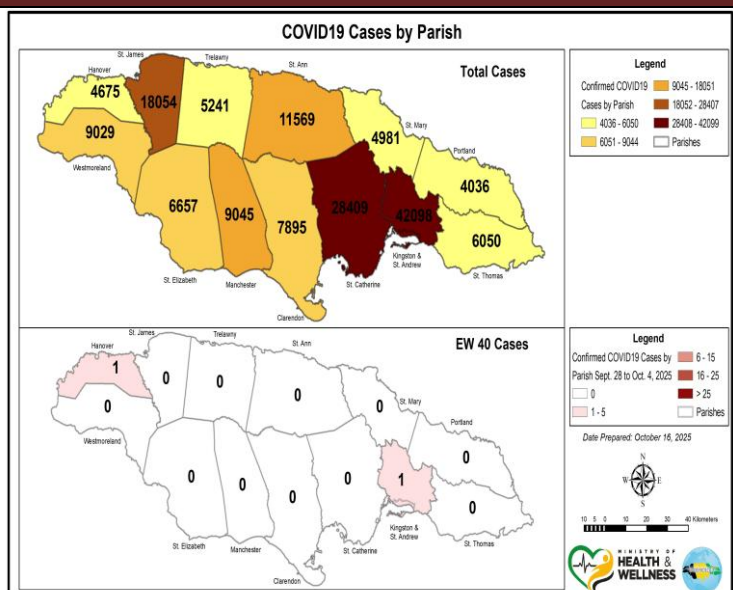 COVID19 Cases by Parish
Total Cases
St. James
Trelawny
St. Ann
Hanover
4675
18054
5241
11569
St. Mary
4981
Portland
9029
Westmoreland
4036
6657
9045
7895
28409
42098
6050
Kingston &
St. Andrew
St. Thomas
St. Elizabeth
Manchester
St. Catherine
Clarendon
Legend
Confirmed COVID19
Cases by Parish
4036 - 6050
6051 - 9044
9045 - 18051
18052 - 28407
28408 - 42099
Parishes
EW 40 Cases
St. James
Trelawny
St. Ann
Hanover
1
0
0
0
0
St. Mary
Portland
0
Westmoreland
0
0
0
0
0
1
0
Kingston &
St. Andrew
St. Thomas
St. Elizabeth
Manchester
St. Catherine
Clarendon
Legend
Confirmed COVID19 Cases by
Parish Sept. 28 to Oct. 4, 2025
0
1 - 5
6 - 15
16 - 25
> 25
Parishes
Date Prepared: October 16, 2025
N
W E
S
10 5 0 10 20 30 40 Kilometers
MINISTRY OF
HEALTH &
WELLNESS